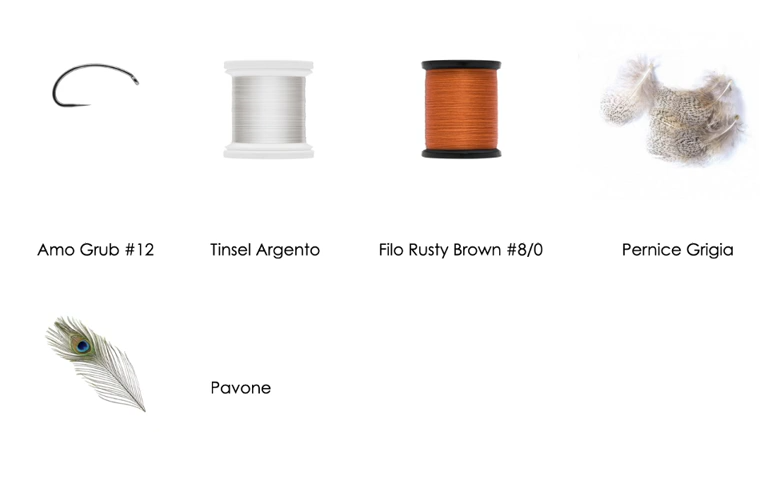 Amo Grub #12
Tinsel Argento
Filo Rusty Brown #8/0
Pernice Grigia
Pavone